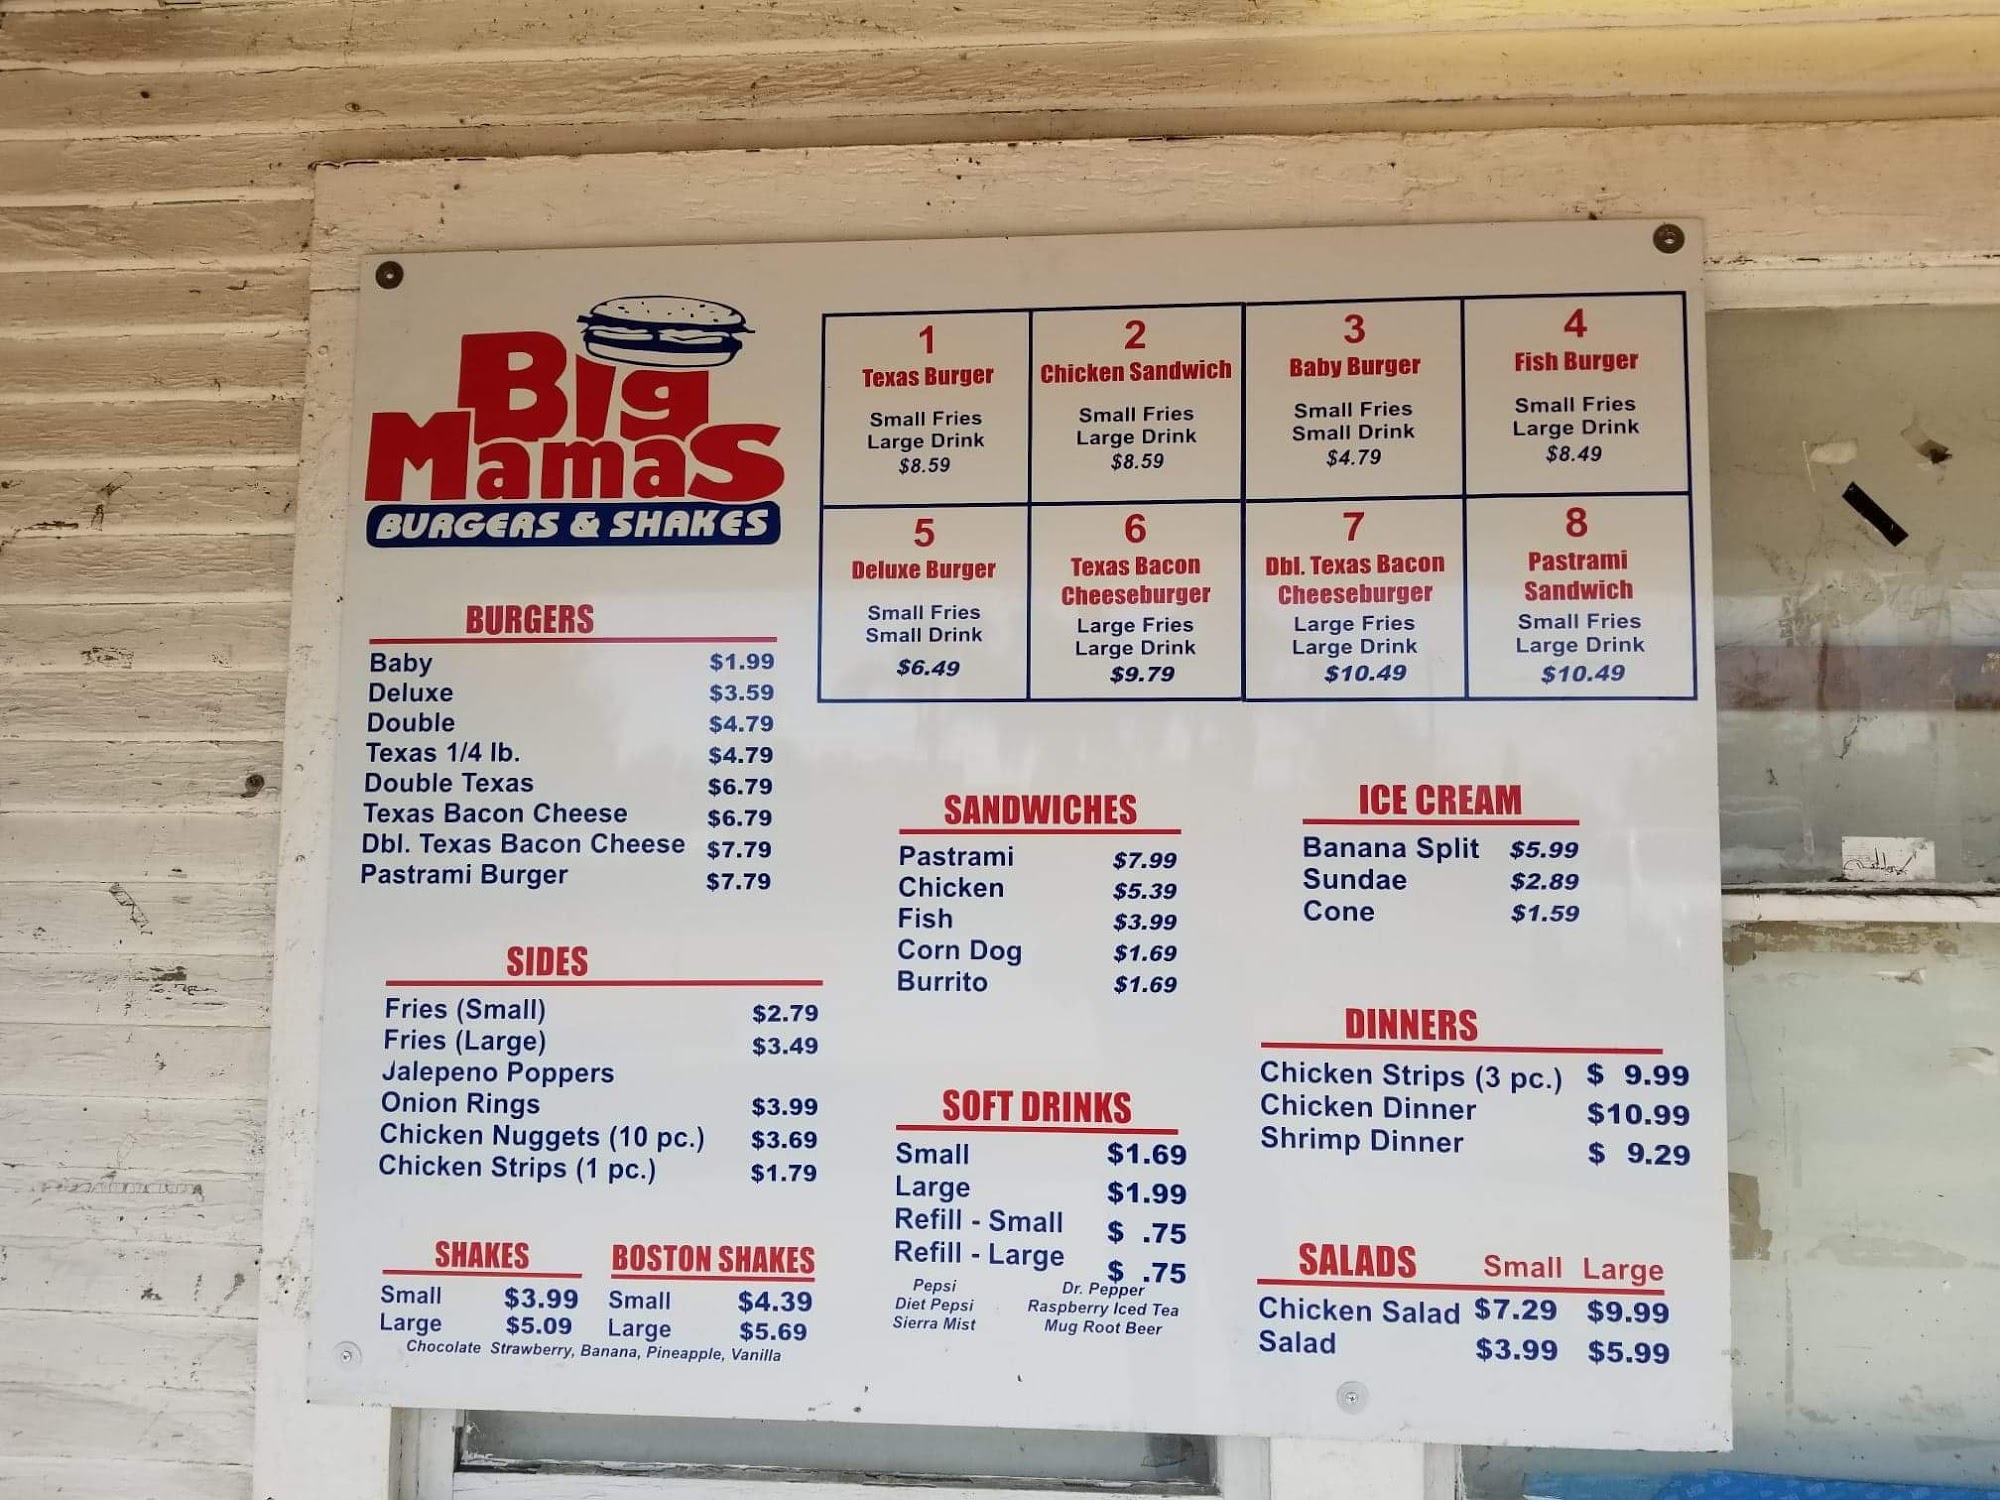 Big
Mamas
BURGERS & SHAKES
1
Texas Burger
Small Fries
Large Drink
$8.59
2
Chicken Sandwich
Small Fries
Large Drink
$8.59
3
Baby Burger
Small Fries
Small Drink
$4.79
4
Fish Burger
Small Fries
Large Drink
$8.49
5
Deluxe Burger
Small Fries
Small Drink
$6.49
6
Texas Bacon
Cheeseburger
Large Fries
Large Drink
$9.79
7
Dbl. Texas Bacon
Cheeseburger
Large Fries
Large Drink
$10.49
8
Pastrami
Sandwich
Small Fries
Large Drink
$10.49
BURGERS
Baby $1.99
Deluxe $3.59
Double $4.79
Texas 1/4 lb. $4.79
Double Texas $6.79
Texas Bacon Cheese $6.79
Dbl. Texas Bacon Cheese $7.79
Pastrami Burger $7.79
SIDES
Fries (Small) $2.79
Fries (Large) $3.49
Jalepeno Poppers
Onion Rings $3.99
Chicken Nuggets (10 pc.) $3.69
Chicken Strips (1 pc.) $1.79
SHAKES
Small $3.99
Large $5.09
BOSTON SHAKES
Small $4.39
Large $5.69
Chocolate Strawberry, Banana, Pineapple, Vanilla
SANDWICHES
Pastrami $7.99
Chicken $5.39
Fish $3.99
Corn Dog $1.69
Burrito $1.69
SOFT DRINKS
Small $1.69
Large $1.99
Refill - Small $ .75
Refill - Large $ .75
Pepsi Dr. Pepper
Diet Pepsi Raspberry Iced Tea
Sierra Mist Mug Root Beer
ICE CREAM
Banana Split $5.99
Sundae $2.89
Cone $1.59
DINNERS
Chicken Strips (3 pc.) $ 9.99
Chicken Dinner $10.99
Shrimp Dinner $ 9.29
SALADS Small Large
Chicken Salad $7.29 $9.99
Salad $3.99 $5.99